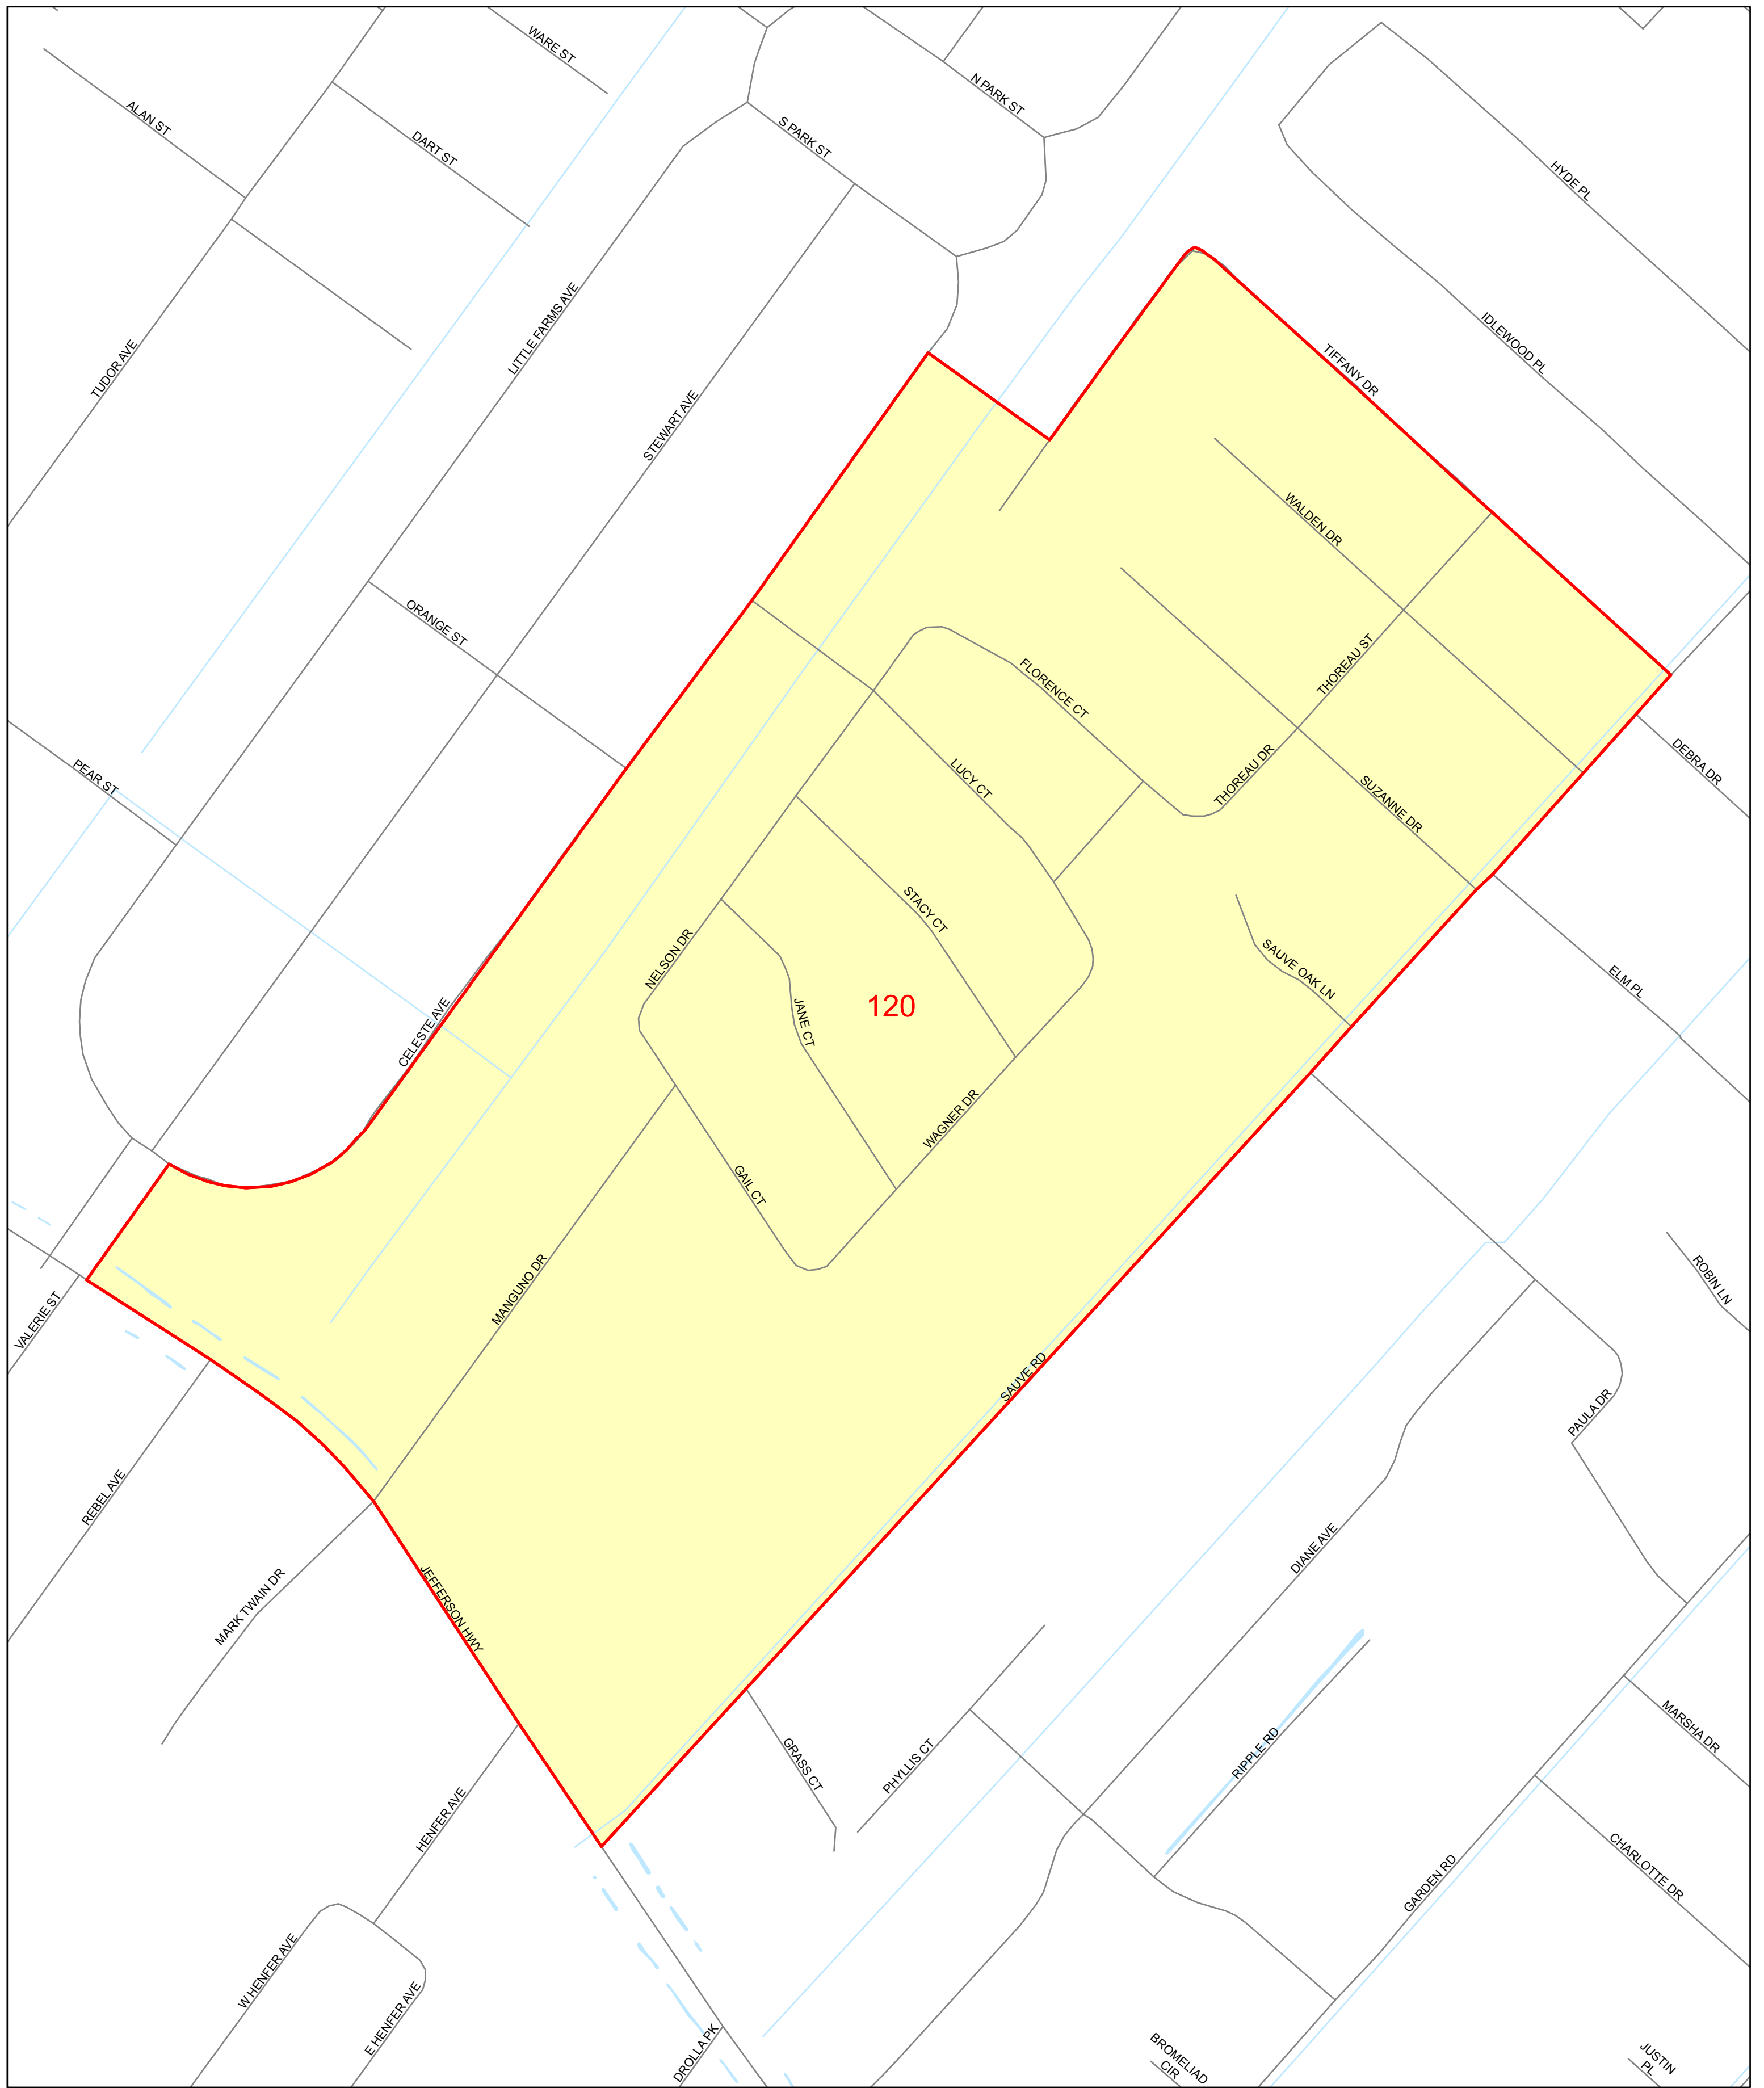 WARE ST
ALAN ST
DART ST
N PARK ST
S PARK ST
HYDE PL
LITTLE FARMS AVE
TUDOR AVE
IDLEWOOD PL
TIFFANY DR
STEWART AVE
WALDEN DR
ORANGE ST
THOREAU ST
FLORENCE CT
PEAR ST
LUCY CT
THOREAU DR
SUZANNE DR
DEBRA DR
STACY CT
NELSON DR
SAUVE OAK LN
ELM PL
120
JANE CT
CELESTE AVE
WAGNER DR
GAIL CT
MANGUNO DR
ROBIN LN
VALERIE ST
SAUVE RD
PAULA DR
REBEL AVE
DIANE AVE
MARK TWAIN DR
JEFFERSON HWY
MARSHA DR
GRASS CT
PHYLLIS CT
RIPPLE RD
HENFER AVE
CHARLOTTE DR
GARDEN RD
W HENFER AVE
E HENFER AVE
DROLLA PK
BROMELIAD
CIR
JUSTIN
PL